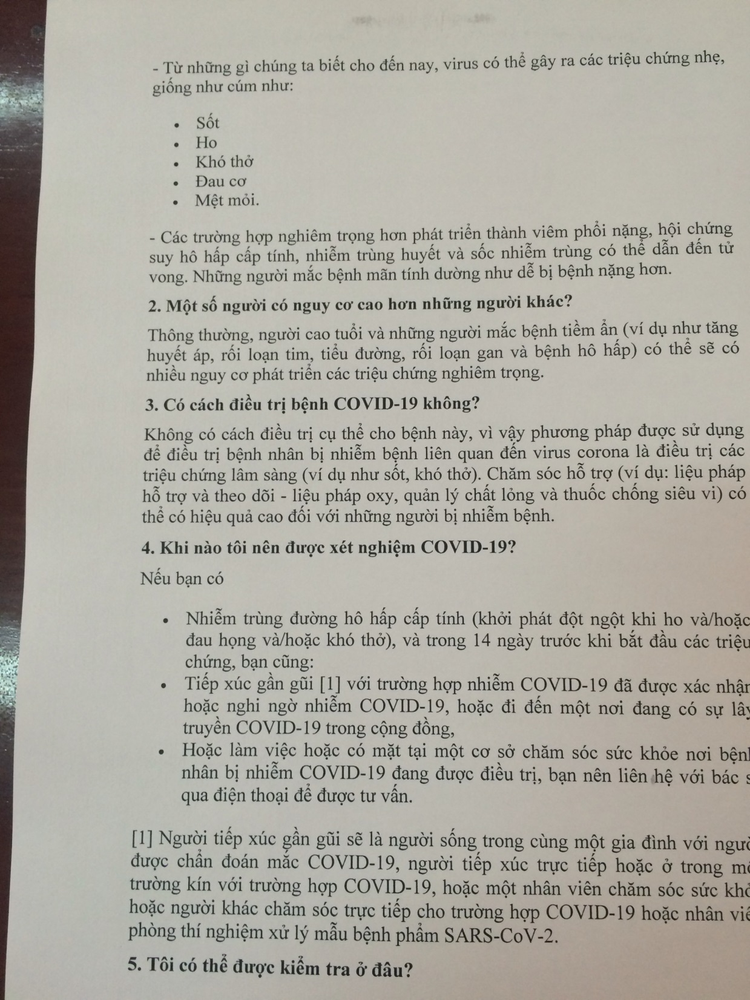 - Từ những gì chúng ta biết cho đến nay, virus có thể gây ra các triệu chứng nhẹ,
giống như cúm như:
• Sốt
• Ho
• Khó thở
• Đau cơ
• Mệt mỏi.
- Các trường hợp nghiêm trọng hơn phát triển thành viêm phổi nặng, hội chứng
suy hô hấp cấp tính, nhiễm trùng huyết và sốc nhiễm trùng có thể dẫn đến tử
vong. Những người mắc bệnh mãn tính dường như dễ bị bệnh nặng hơn.
2. Một số người có nguy cơ cao hơn những người khác?
Thông thường, người cao tuổi và những người mắc bệnh tiềm ẩn (ví dụ như tăng
huyết áp, rối loạn tim, tiểu đường, rối loạn gan và bệnh hô hấp) có thể sẽ có
nhiều nguy cơ phát triển các triệu chứng nghiêm trọng.
3. Có cách điều trị bệnh COVID-19 không?
Không có cách điều trị cụ thể cho bệnh này, vì vậy phương pháp được sử dụng
để điều trị bệnh nhân bị nhiễm bệnh liên quan đến virus corona là điều trị các
triệu chứng lâm sàng (ví dụ như sốt, khó thở). Chăm sóc hỗ trợ (ví dụ: liệu pháp
hỗ trợ và theo dõi - liệu pháp oxy, quản lý chất lỏng và thuốc chống siêu vi) có
thể có hiệu quả cao đối với những người bị nhiễm bệnh.
4. Khi nào tôi nên được xét nghiệm COVID-19?
Nếu bạn có
• Nhiễm trùng đường hô hấp cấp tính (khởi phát đột ngột khi ho và/hoặc
đau họng và/hoặc khó thở), và trong 14 ngày trước khi bắt đầu các triệu
chứng, bạn cũng:
• Tiếp xúc gần gũi [1] với trường hợp nhiễm COVID-19 đã được xác
hoặc nghi ngờ nhiễm COVID-19, hoặc đi đến một nơi đang có sự
truyền COVID-19 trong cộng đồng,
• Hoặc làm việc hoặc có mặt tại một cơ sở chăm sóc sức khỏe nơi
nhân bị nhiễm COVID-19 đang được điều trị, bạn nên liên hệ với bác
qua điện thoại để được tư vấn.
[1] Người tiếp xúc gần gũi sẽ là người sống trong cùng một gia đình với
được chẩn đoán mắc COVID-19, người tiếp xúc trực tiếp hoặc ở trong
trường kín với trường hợp COVID-19, hoặc một nhân viên chăm sóc sức
hoặc người khác chăm sóc trực tiếp cho trường hợp COVID-19 hoặc nhân
phòng thí nghiệm xử lý mẫu bệnh phẩm SARS-CoV-2.
5. Tôi có thể được kiểm tra ở đâu?